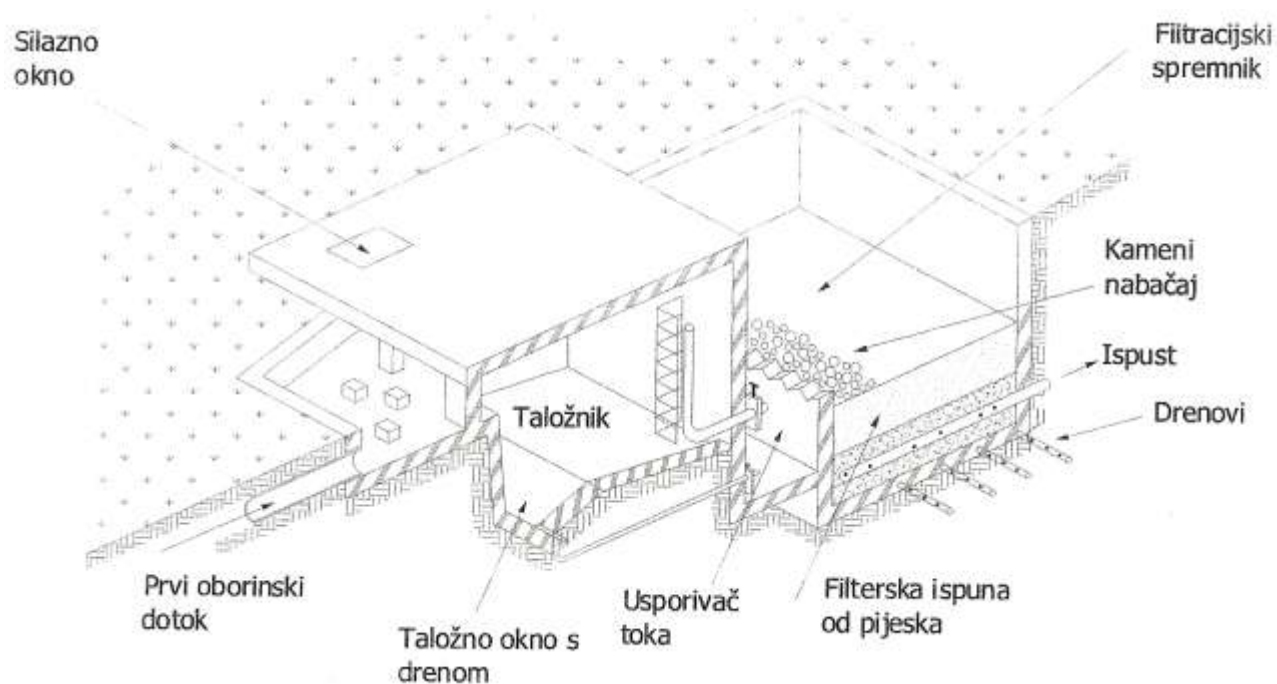 Silazno
okno
Fiitracijski
spremnik
Kameni
nabačaj
Ispust
Drenovi
Taložnik
Prvi oborinski
dotok
Taložno okno s
drenom
Usporivač
toka
Filterska ispuna
od pijeska